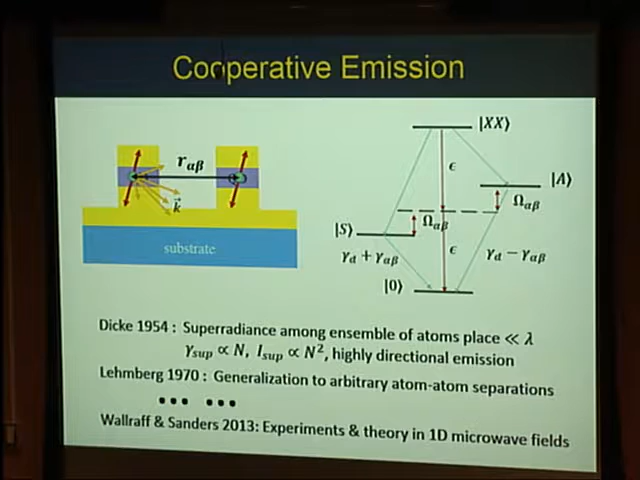 Cooperative Emission
r_αβ
k⃗
substrate
|XX⟩
ϵ
|A⟩
Ω_αβ
|S⟩
Ω_αβ
γ_d + γ_αβ
ϵ
γ_d − γ_αβ
|0⟩
Dicke 1954 : Superradiance among ensemble of atoms place ≪ λ
γ_sup ∝ N, I_sup ∝ N², highly directional emission
Lehmberg 1970 : Generalization to arbitrary atom-atom separations
... ...
Wallraff & Sanders 2013: Experiments & theory in 1D microwave fields